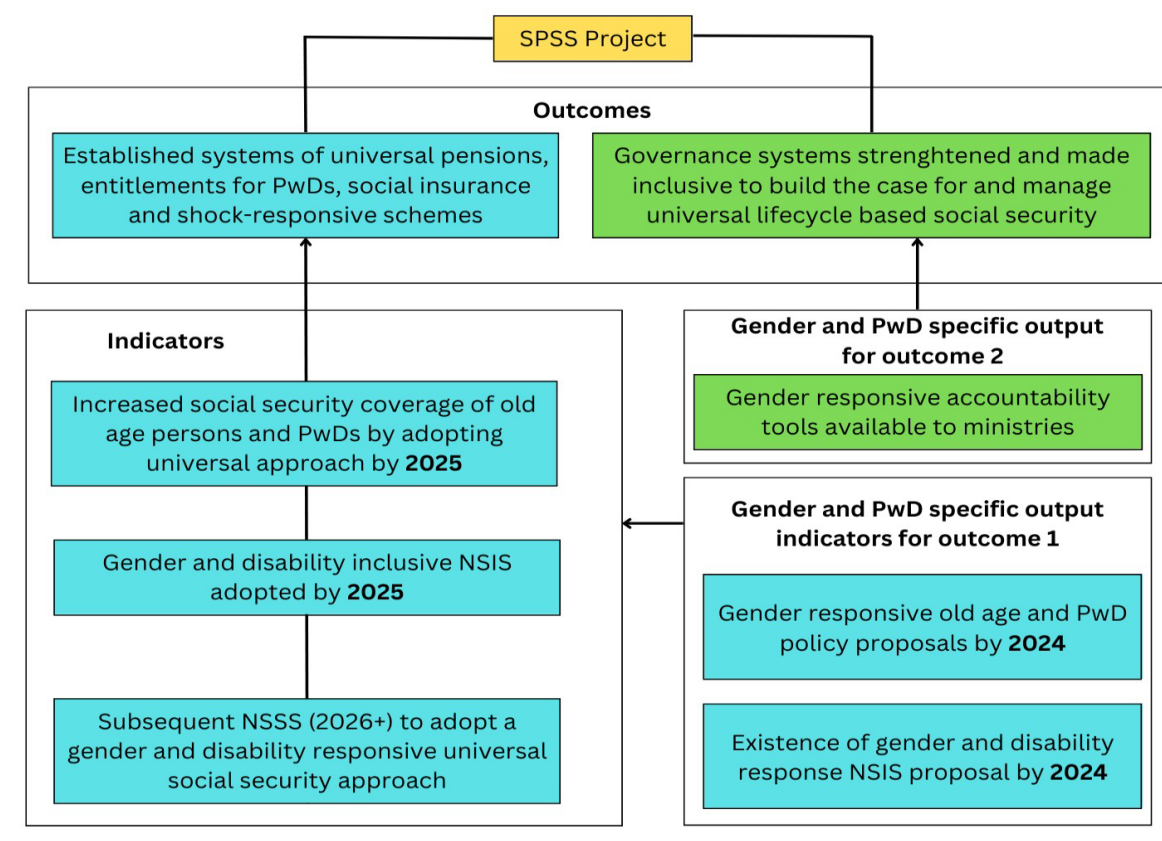 SPSS Project
Outcomes
Established systems of universal pensions,
entitlements for PwDs, social insurance
and shock-responsive schemes
Governance systems strenghtened and made
inclusive to build the case for and manage
universal lifecycle based social security
Indicators
Increased social security coverage of old
age persons and PwDs by adopting
universal approach by 2025
Gender and disability inclusive NSIS
adopted by 2025
Subsequent NSSS (2026+) to adopt a
gender and disability responsive universal
social security approach
Gender and PwD specific output
for outcome 2
Gender responsive accountability
tools available to ministries
Gender and PwD specific output
indicators for outcome 1
Gender responsive old age and PwD
policy proposals by 2024
Existence of gender and disability
response NSIS proposal by 2024